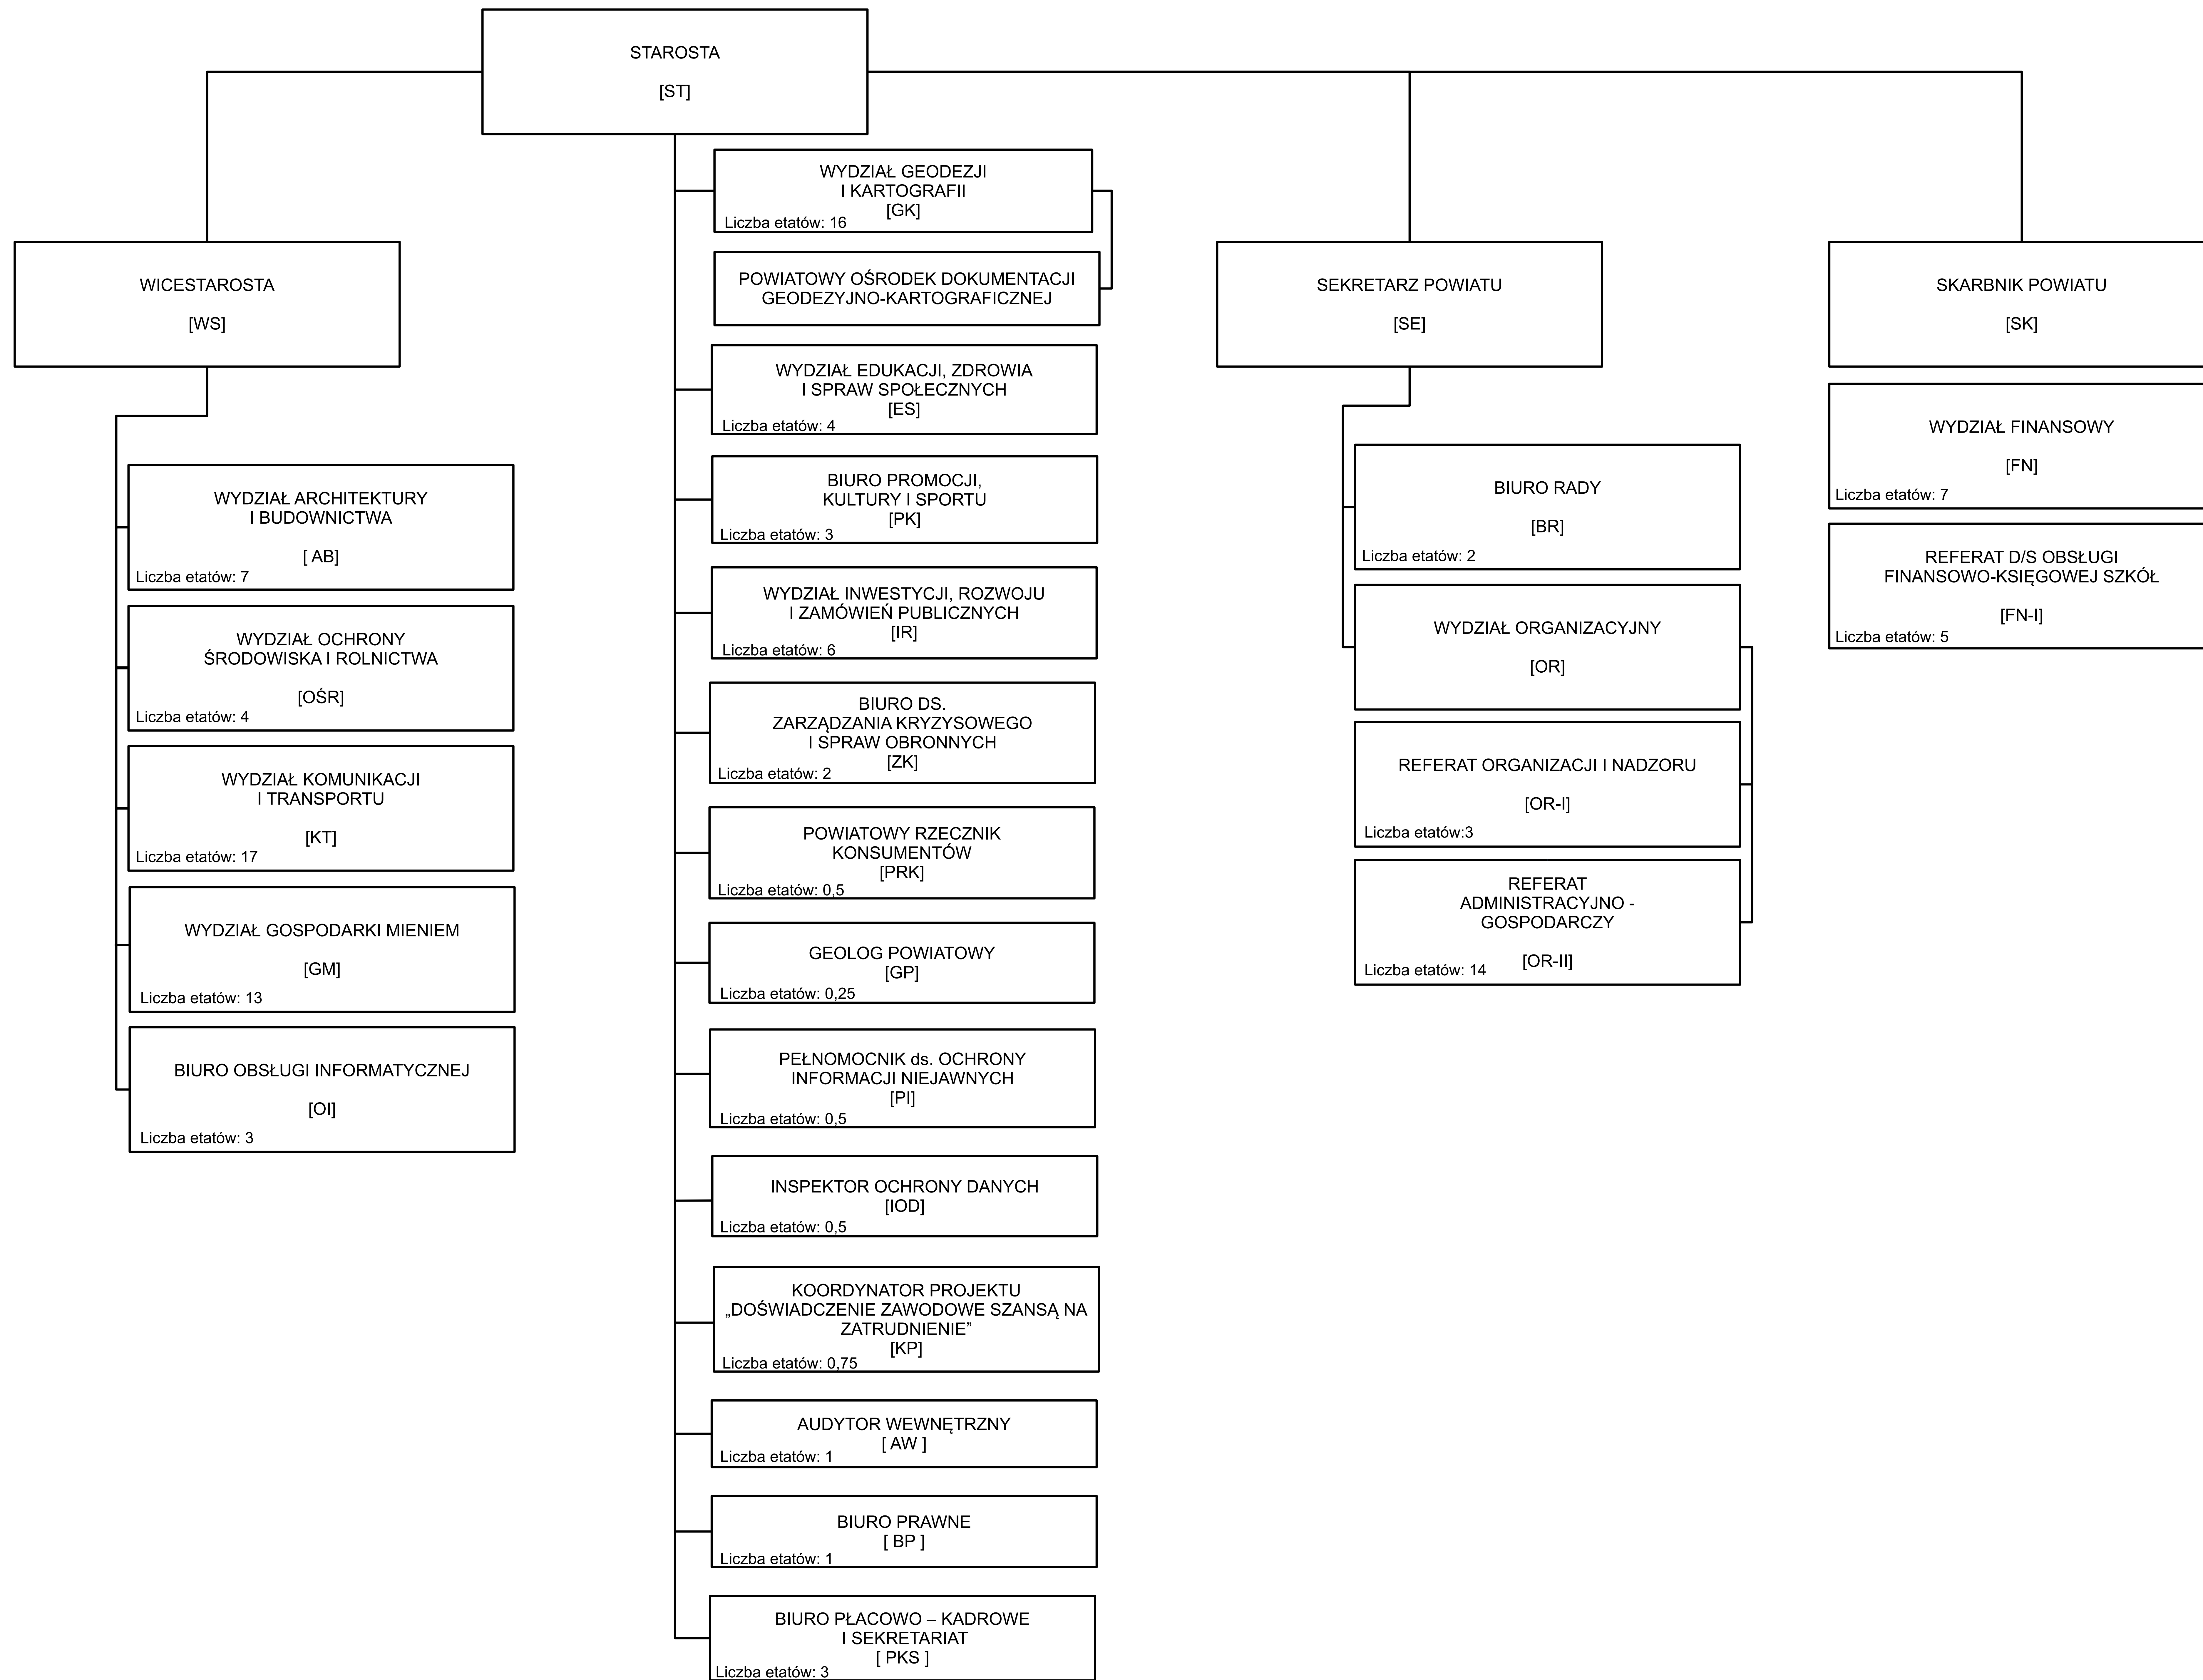 STAROSTA
[ST]
WICESTAROSTA
[WS]
WYDZIAŁ ARCHITEKTURY
I BUDOWNICTWA
[ AB]
Liczba etatów: 7
WYDZIAŁ OCHRONY
ŚRODOWISKA I ROLNICTWA
[OŚR]
Liczba etatów: 4
WYDZIAŁ KOMUNIKACJI
I TRANSPORTU
[KT]
Liczba etatów: 17
WYDZIAŁ GOSPODARKI MIENIEM
[GM]
Liczba etatów: 13
BIURO OBSŁUGI INFORMATYCZNEJ
[OI]
Liczba etatów: 3
WYDZIAŁ GEODEZJI
I KARTOGRAFII
[GK]
Liczba etatów: 16
POWIATOWY OŚRODEK DOKUMENTACJI
GEODEZYJNO-KARTOGRAFICZNEJ
WYDZIAŁ EDUKACJI, ZDROWIA
I SPRAW SPOŁECZNYCH
[ES]
Liczba etatów: 4
BIURO PROMOCJI,
KULTURY I SPORTU
[PK]
Liczba etatów: 3
WYDZIAŁ INWESTYCJI, ROZWOJU
I ZAMÓWIEŃ PUBLICZNYCH
[IR]
Liczba etatów: 6
BIURO DS.
ZARZĄDZANIA KRYZYSOWEGO
I SPRAW OBRONNYCH
[ZK]
Liczba etatów: 2
POWIATOWY RZECZNIK
KONSUMENTÓW
[PRK]
Liczba etatów: 0,5
GEOLOG POWIATOWY
[GP]
Liczba etatów: 0,25
PEŁNOMOCNIK ds. OCHRONY
INFORMACJI NIEJAWNYCH
[PI]
Liczba etatów: 0,5
INSPEKTOR OCHRONY DANYCH
[IOD]
Liczba etatów: 0,5
KOORDYNATOR PROJEKTU
„DOŚWIADCZENIE ZAWODOWE SZANSĄ NA
ZATRUDNIENIE”
[KP]
Liczba etatów: 0,75
AUDYTOR WEWNĘTRZNY
[ AW ]
Liczba etatów: 1
BIURO PRAWNE
[ BP ]
Liczba etatów: 1
BIURO PŁACOWO – KADROWE
I SEKRETARIAT
[ PKS ]
Liczba etatów: 3
SEKRETARZ POWIATU
[SE]
BIURO RADY
[BR]
Liczba etatów: 2
WYDZIAŁ ORGANIZACYJNY
[OR]
REFERAT ORGANIZACJI I NADZORU
[OR-I]
Liczba etatów:3
REFERAT
ADMINISTRACYJNO -
GOSPODARCZY
[OR-II]
Liczba etatów: 14
SKARBNIK POWIATU
[SK]
WYDZIAŁ FINANSOWY
[FN]
Liczba etatów: 7
REFERAT D/S OBSŁUGI
FINANSOWO-KSIĘGOWEJ SZKÓŁ
[FN-I]
Liczba etatów: 5